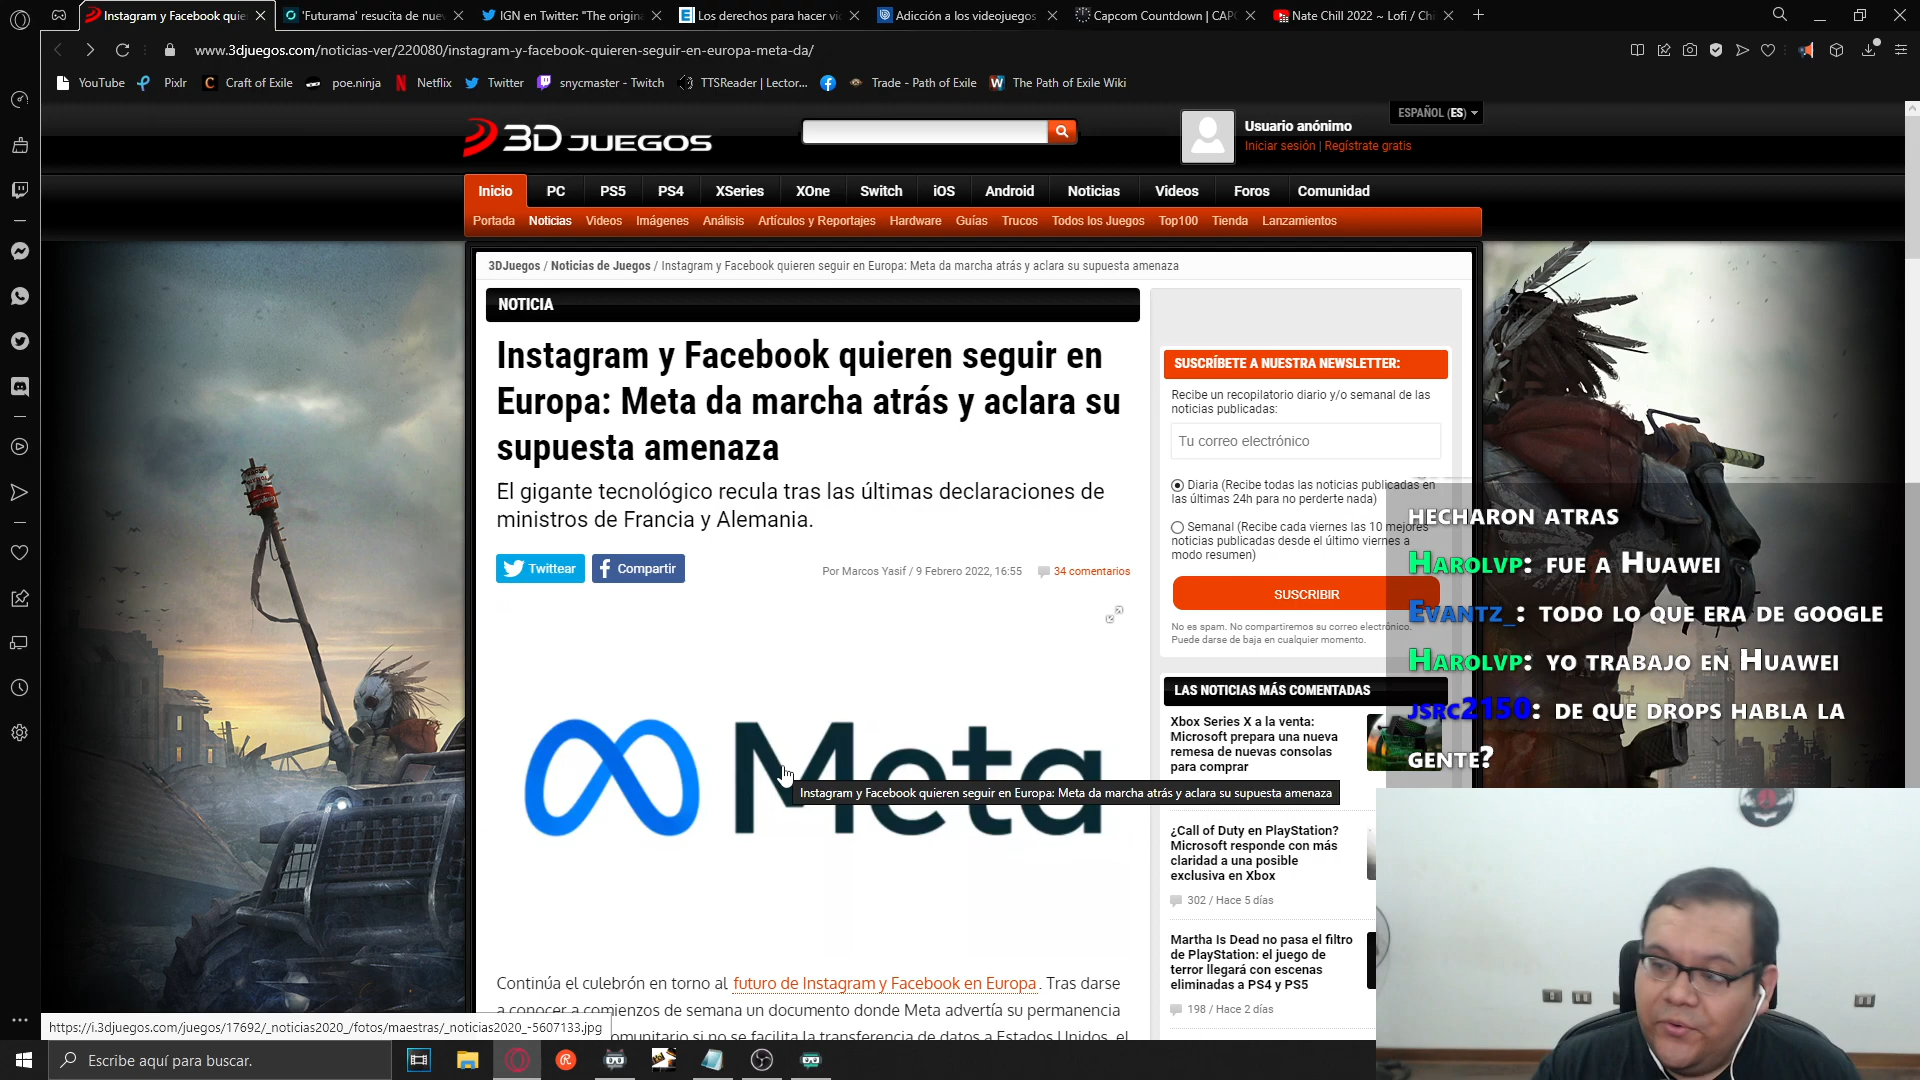 Instagram y Facebook quie
'Futurama' resucita de nue
IGN en Twitter: "The origin
Los derechos para hacer vi
Adicción a los videojuegos
Capcom Countdown | CAP
Nate Chill 2022 ~ Lofi / Chi
www.3djuegos.com/noticias-ver/220080/instagram-y-facebook-quieren-seguir-en-europa-meta-da/
YouTube
Pixlr
Craft of Exile
poe.ninja
Netflix
Twitter
snycmaster - Twitch
TTSReader | Lector...
Trade - Path of Exile
The Path of Exile Wiki
3D JUEGOS
Usuario anónimo
Iniciar sesión | Regístrate gratis
ESPAÑOL (ES)
Inicio PC PS5 PS4 XSeries XOne Switch iOS Android Noticias Videos Foros Comunidad
Portada Noticias Videos Imágenes Análisis Artículos y Reportajes Hardware Guías Trucos Todos los Juegos Top100 Tienda Lanzamientos
3DJuegos / Noticias de Juegos / Instagram y Facebook quieren seguir en Europa: Meta da marcha atrás y aclara su supuesta amenaza
NOTICIA
Instagram y Facebook quieren seguir en
Europa: Meta da marcha atrás y aclara su
supuesta amenaza
El gigante tecnológico recula tras las últimas declaraciones de
ministros de Francia y Alemania.
Twittear
Compartir
Por Marcos Yasif / 9 Febrero 2022, 16:55
34 comentarios
Meta
Instagram y Facebook quieren seguir en Europa: Meta da marcha atrás y aclara su supuesta amenaza
Continúa el culebrón en torno al futuro de Instagram y Facebook en Europa. Tras darse
a conocer a comienzos de semana un documento donde Meta advertía su permanencia
omunitario si no se facilita la transferencia de datos a Estados Unidos, el
SUSCRÍBETE A NUESTRA NEWSLETTER:
Recibe un recopilatorio diario y/o semanal de las
noticias publicadas:
Tu correo electrónico
Diaria (Recibe todas las noticias publicadas en
las últimas 24h para no perderte nada)
Semanal (Recibe cada viernes las 10 mejores
noticias publicadas desde el último viernes a
modo resumen)
SUSCRIBIR
No es spam. No compartiremos su correo electrónico.
Puede darse de baja en cualquier momento.
LAS NOTICIAS MÁS COMENTADAS
Xbox Series X a la venta:
Microsoft prepara una nueva
remesa de nuevas consolas
para comprar
¿Call of Duty en PlayStation?
Microsoft responde con más
claridad a una posible
exclusiva en Xbox
302 / Hace 5 días
Martha Is Dead no pasa el filtro
de PlayStation: el juego de
terror llegará con escenas
eliminadas a PS4 y PS5
198 / Hace 2 días
HECHARON ATRAS
HAROLVP: FUE A HUAWEI
EVANTZ_: TODO LO QUE ERA DE GOOGLE
HAROLVP: YO TRABAJO EN HUAWEI
JSRC2150: DE QUE DROPS HABLA LA
GENTE?
https://i.3djuegos.com/juegos/17692/_noticias2020_/fotos/maestras/_noticias2020_-5607133.jpg
Escribe aquí para buscar.